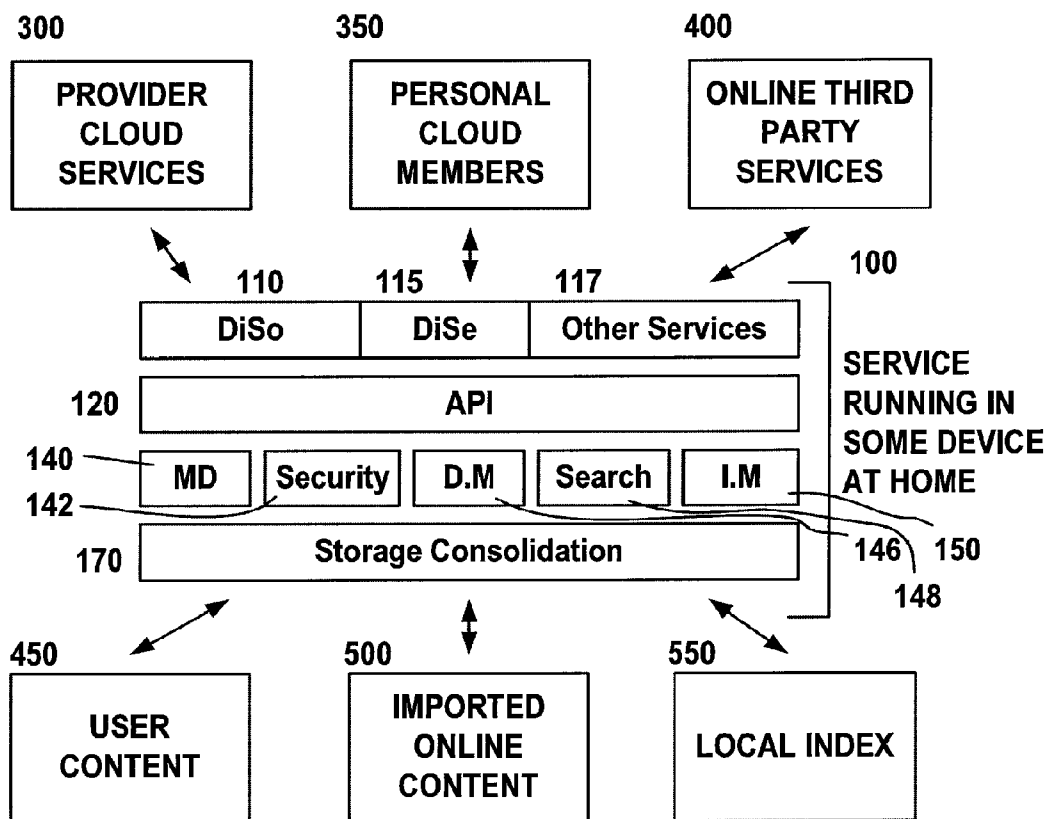 300
350
400
PROVIDER
CLOUD
SERVICES
PERSONAL
CLOUD
MEMBERS
ONLINE THIRD
PARTY
SERVICES
100
110
115
117
DiSo
DiSe
Other Services
120
API
SERVICE
RUNNING IN
SOME DEVICE
AT HOME
140
142
MD
Security
D.M
Search
I.M
170
Storage Consolidation
146
150
148
450
500
550
USER
CONTENT
IMPORTED
ONLINE
CONTENT
LOCAL INDEX